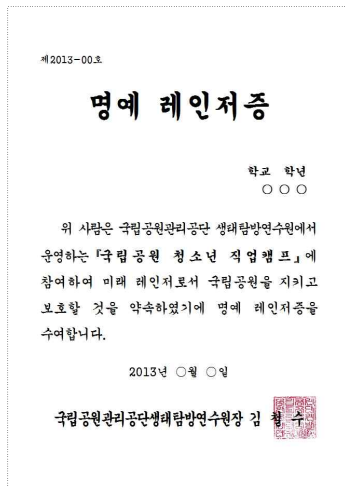 제2013-00호
명예 레인저증
학교 학년
○ ○ ○
위 사람은 국립공원관리공단 생태탐방연수원에서
운영하는 『국립공원 청소년 직업캠프』에
참여하여 미래 레인저로서 국립공원을 지키고
보호할 것을 약속하였기에 명예 레인저증을
수여합니다.
2013년 ○월 ○일
국립공원관리공단생태탐방연수원장 김 철 수